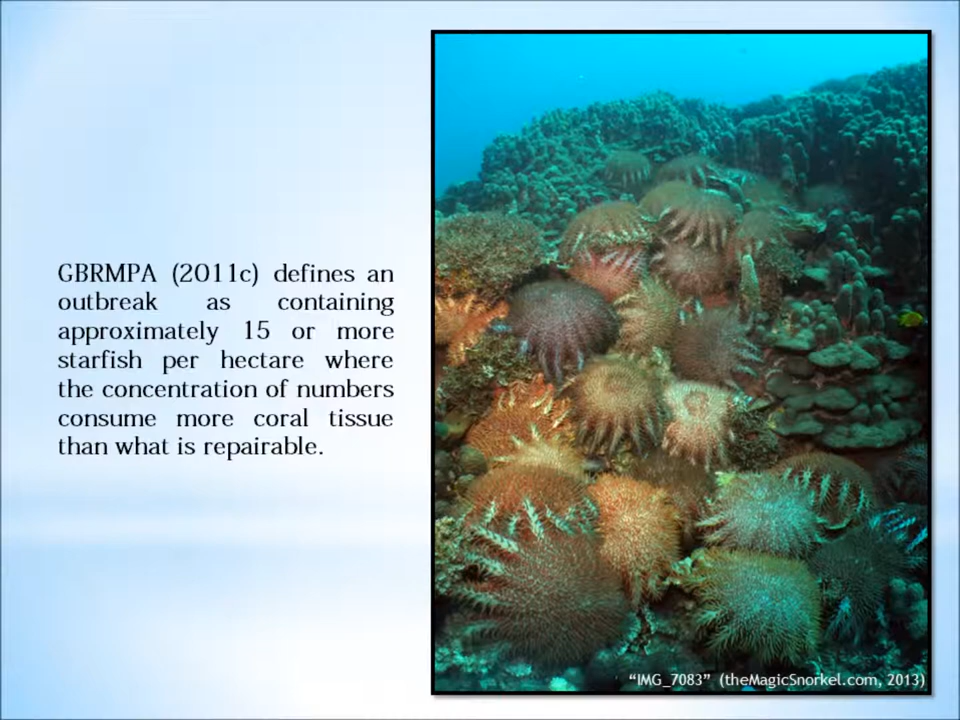 GBRMPA (2011c) defines an
outbreak as containing
approximately 15 or more
starfish per hectare where
the concentration of numbers
consume more coral tissue
than what is repairable.
“IMG_7083” (theMagicSnorkel.com, 2013)